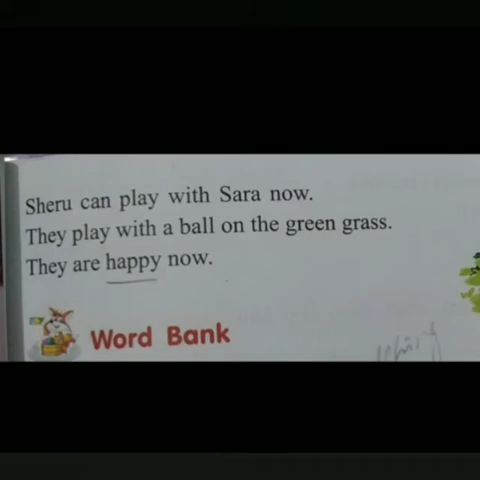 Sheru can play with Sara now.
They play with a ball on the green grass.
They are happy now.
Word Bank